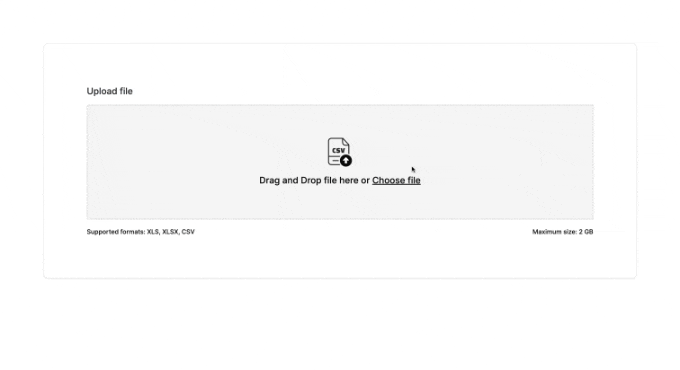 Upload file
CSV
Drag and Drop file here or Choose file
Supported formats: XLS, XLSX, CSV
Maximum size: 2 GB